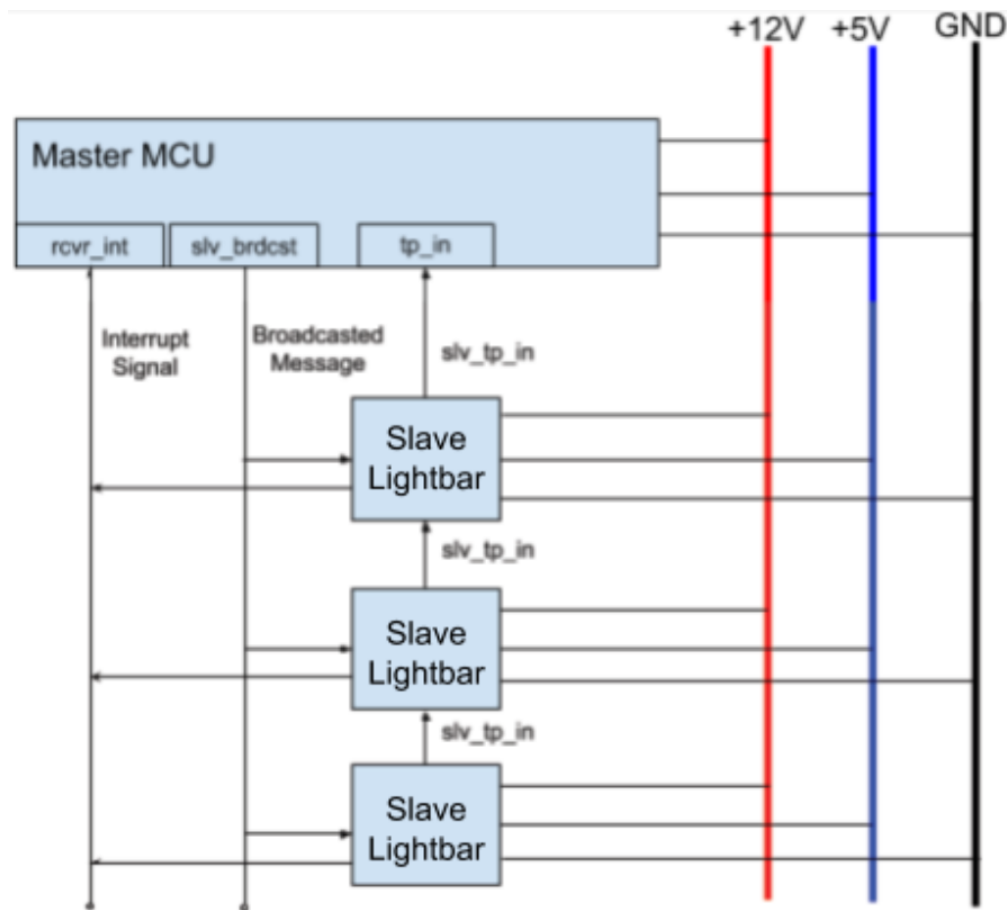 +12V +5V GND
Master MCU
rcvr_int slv_brdcst tp_in
Interrupt
Signal
Broadcasted
Message
slv_tp_in
Slave
Lightbar
slv_tp_in
Slave
Lightbar
slv_tp_in
Slave
Lightbar